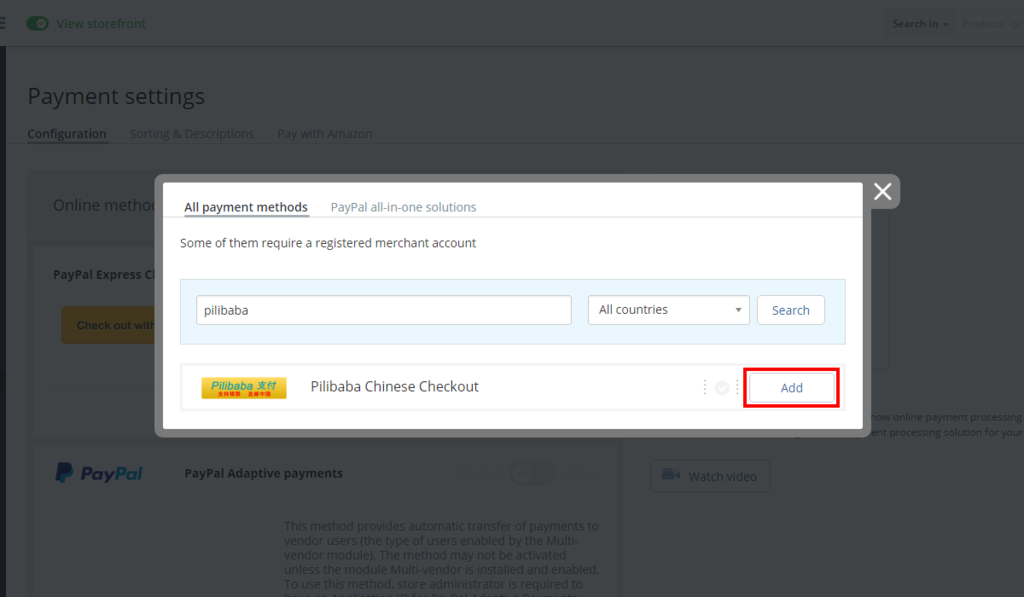 View storefront
Search in
Products - p
Payment settings
Configuration Sorting & Descriptions Pay with Amazon
Online method
PayPal Express C
Check out with
All payment methods PayPal all-in-one solutions
Some of them require a registered merchant account
pilibaba All countries Search
Pilibaba 支付
Pilibaba Chinese Checkout Add
how online payment processing
ent processing solution for your
PayPal PayPal Adaptive payments
Watch video
This method provides automatic transfer of payments to
vendor users (the type of users enabled by the Multi-
vendor module). The method may not be activated
unless the module Multi-vendor is installed and enabled.
To use this method, store administrator is required to